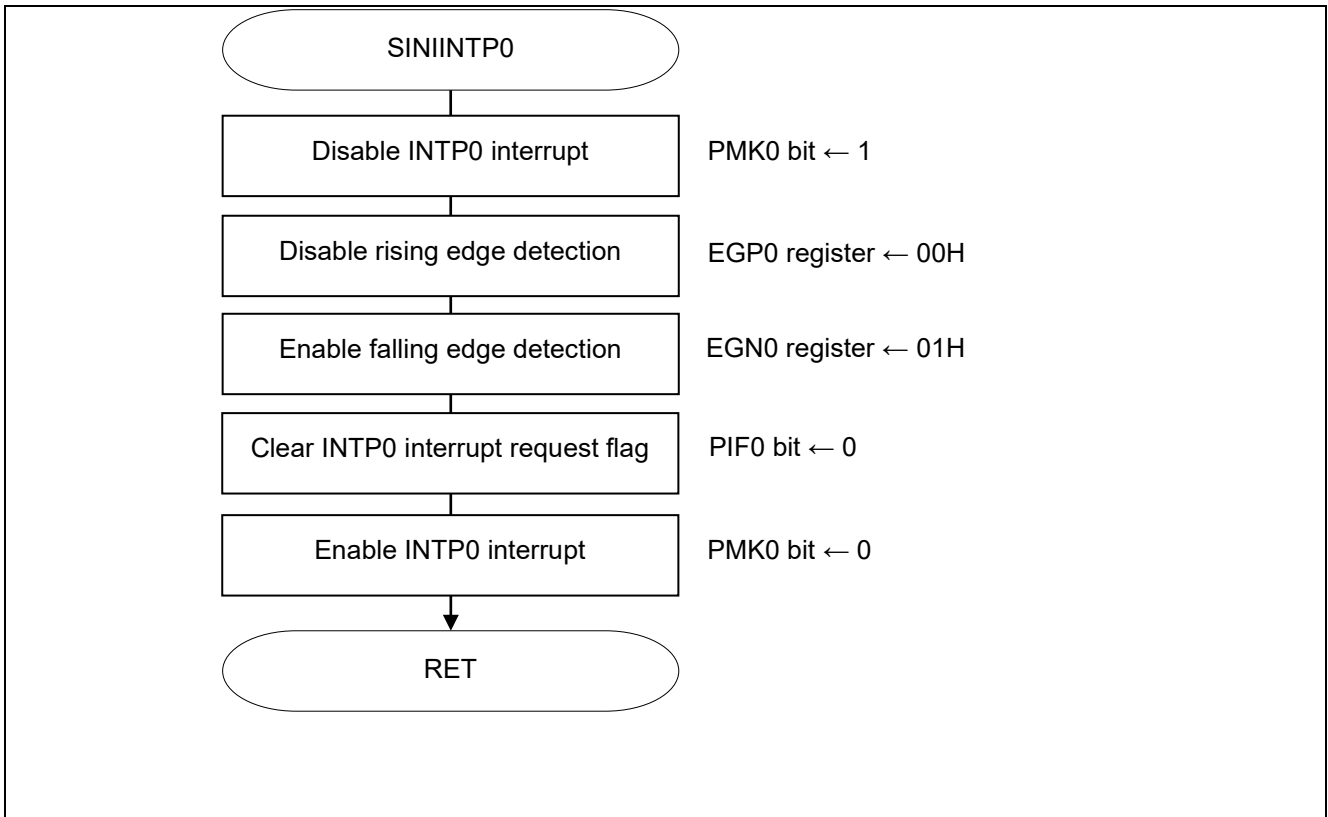 SINIINTP0
Disable INTP0 interrupt PMK0 bit ← 1
Disable rising edge detection EGP0 register ← 00H
Enable falling edge detection EGN0 register ← 01H
Clear INTP0 interrupt request flag PIF0 bit ← 0
Enable INTP0 interrupt PMK0 bit ← 0
RET